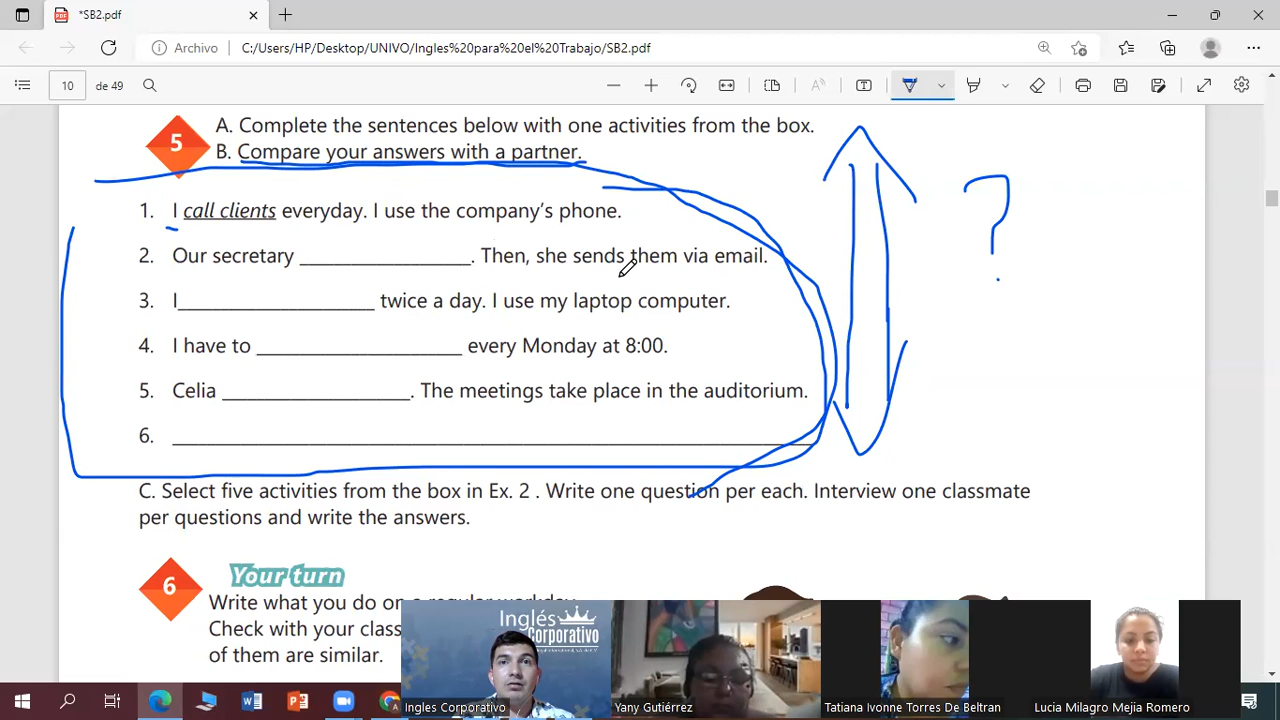 *SB2.pdf
Archivo
C:/Users/HP/Desktop/UNIVO/Ingles%20para%20el%20Trabajo/SB2.pdf
10 de 49
5
A. Complete the sentences below with one activities from the box.
B. Compare your answers with a partner.
1. I call clients everyday. I use the company's phone.
2. Our secretary _________________. Then, she sends them via email.
3. I____________________ twice a day. I use my laptop computer.
4. I have to _____________________ every Monday at 8:00.
5. Celia ___________________. The meetings take place in the auditorium.
6. 
?
C. Select five activities from the box in Ex. 2 . Write one question per each. Interview one classmate
per questions and write the answers.
6
Your turn
Write what you do on a regular workday.
Check with your class
of them are similar.
Inglés
Corporativo
Ingles Corporativo
Yany Gutiérrez
Tatiana Ivonne Torres De Beltran
Lucia Milagro Mejia Romero